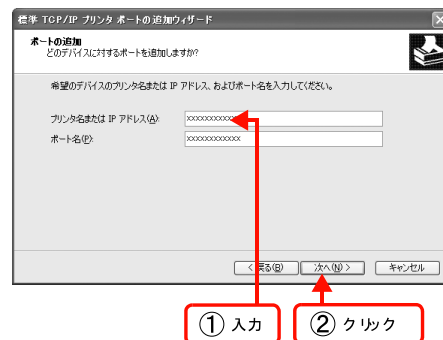 標準 TCP/IP プリンタ ポートの追加ウィザード
ポートの追加
どのデバイスに対するポートを追加しますか?
希望のデバイスのプリンタ名または IP アドレス、およびポート名を入力してください。
プリンタ名または IP アドレス(A): xxxxxxxxxxx
ポート名(P): xxxxxxxxxxxx
< 戻る(B) 次へ(N) > キャンセル
① 入力 ② クリック